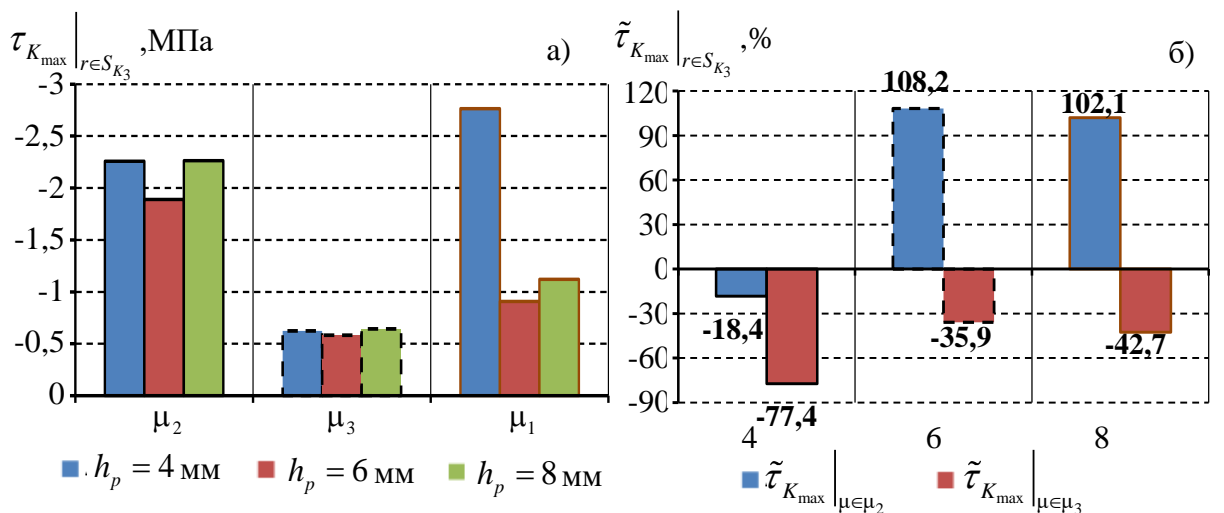 τ_{K_max}|_{r∈S_{K_3}} ,МПа
а)
-3
-2,5
-2
-1,5
-1
-0,5
0
μ₂ μ₃ μ₁
h_p = 4 мм h_p = 6 мм h_p = 8 мм
τ̃_{K_max}|_{r∈S_{K_3}} ,%
б)
120
90
60
30
0
-30
-60
-90
108,2
102,1
-18,4
-35,9
-42,7
-77,4
4 6 8
τ̃_{K_max}|_{μ∈μ₂} τ̃_{K_max}|_{μ∈μ₃}